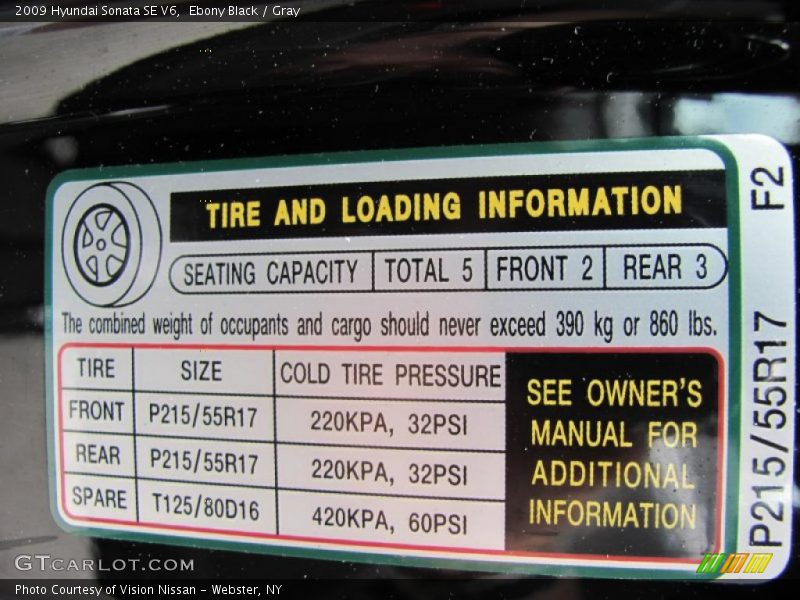 2009 Hyundai Sonata SE V6, Ebony Black / Gray
TIRE AND LOADING INFORMATION
SEATING CAPACITY TOTAL 5 FRONT 2 REAR 3
The combined weight of occupants and cargo should never exceed 390 kg or 860 lbs.
TIRE SIZE COLD TIRE PRESSURE
FRONT P215/55R17 220KPA, 32PSI
REAR P215/55R17 220KPA, 32PSI
SPARE T125/80D16 420KPA, 60PSI
SEE OWNER'S
MANUAL FOR
ADDITIONAL
INFORMATION
P215/55R17 F2
GTCarLot.com
Photo Courtesy of Vision Nissan - Webster, NY